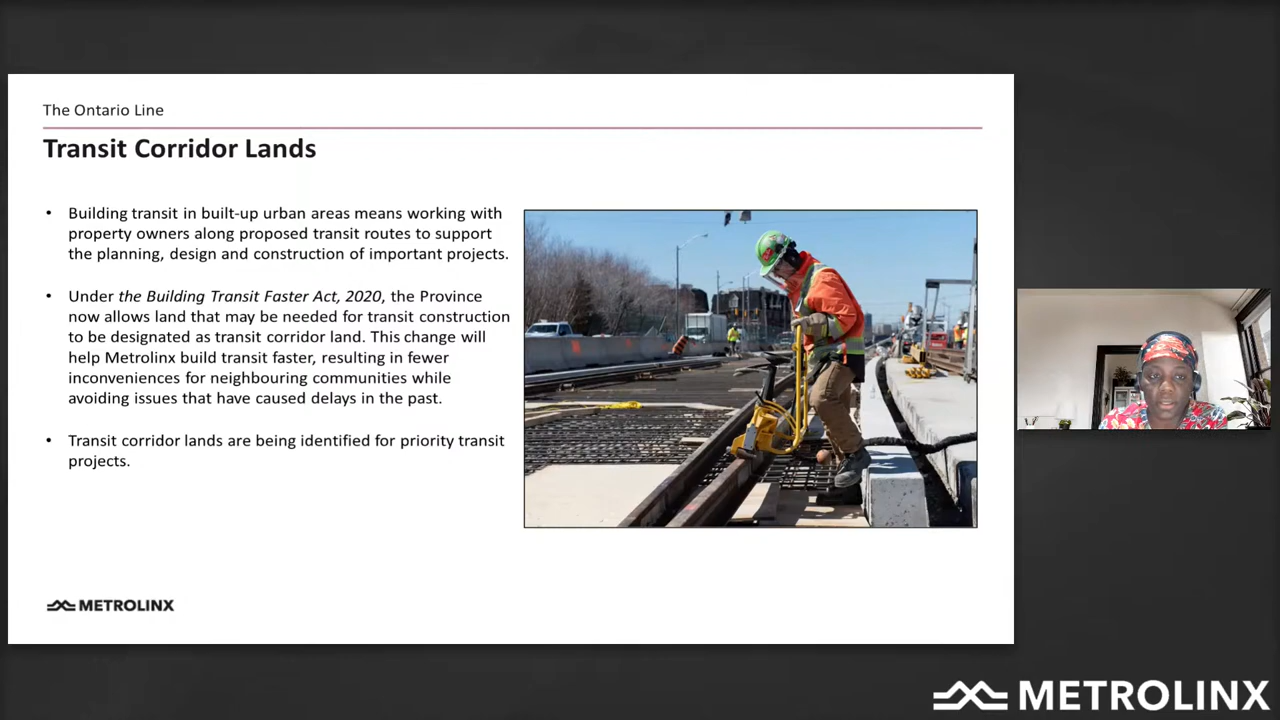 The Ontario Line
Transit Corridor Lands
• Building transit in built-up urban areas means working with
property owners along proposed transit routes to support
the planning, design and construction of important projects.
• Under the Building Transit Faster Act, 2020, the Province
now allows land that may be needed for transit construction
to be designated as transit corridor land. This change will
help Metrolinx build transit faster, resulting in fewer
inconveniences for neighbouring communities while
avoiding issues that have caused delays in the past.
• Transit corridor lands are being identified for priority transit
projects.
METROLINX
METROLINX